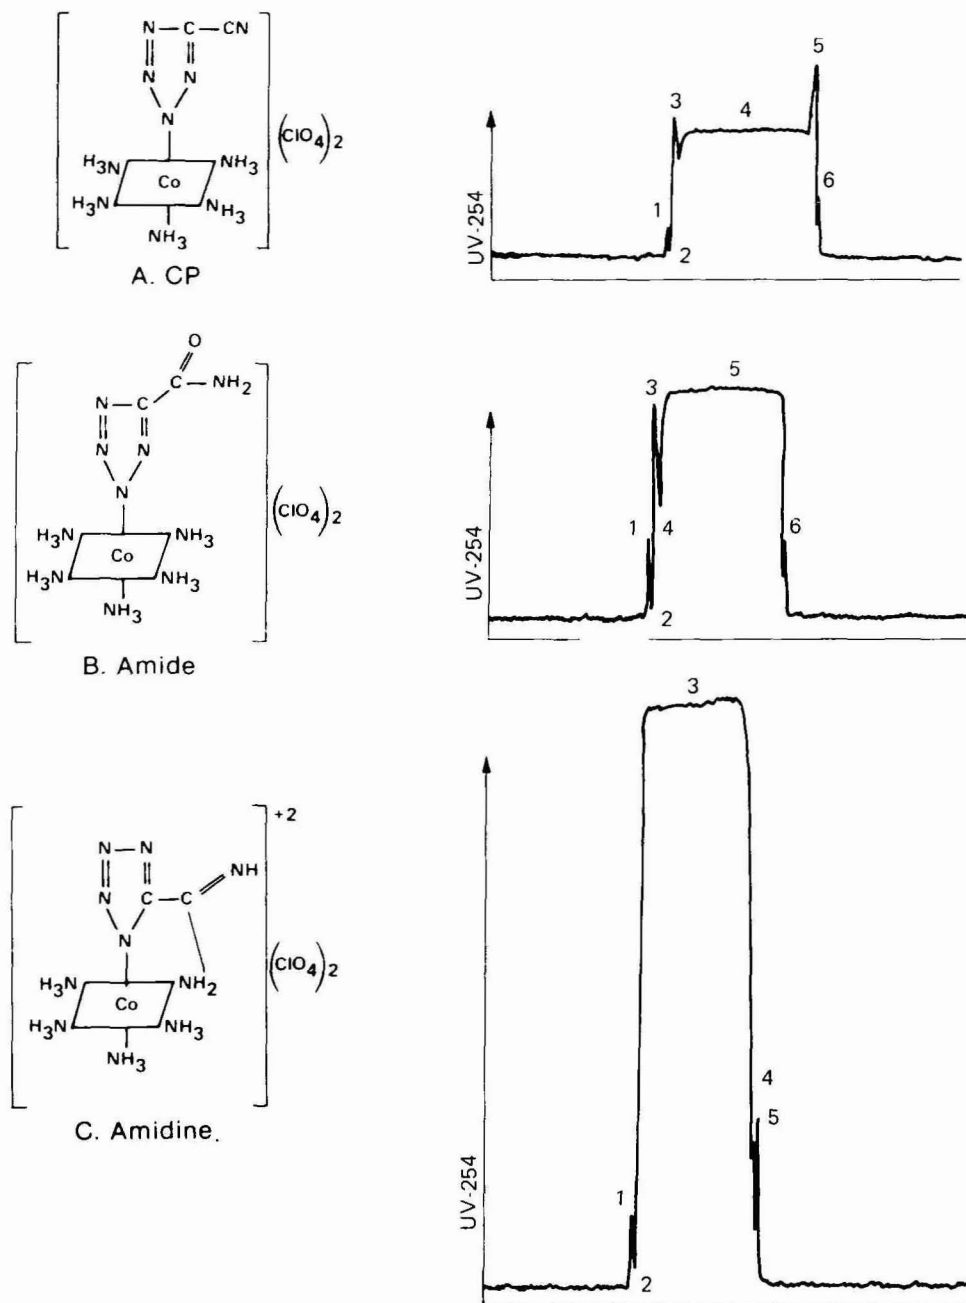 N — C — CN
N N
N
H₃N NH₃
Co
H₃N NH₃
NH₃
(ClO₄)₂
A. CP
UV-254
1
2
3
4
5
6
O
C — NH₂
N — C
N N
N
H₃N NH₃
Co
H₃N NH₃
NH₃
(ClO₄)₂
B. Amide
UV-254
1
2
3
4
5
6
+2
N — N
NH
N C — C
N
H₃N NH₂
Co
H₃N NH₃
NH₃
(ClO₄)₂
C. Amidine.
UV-254
1
2
3
4
5